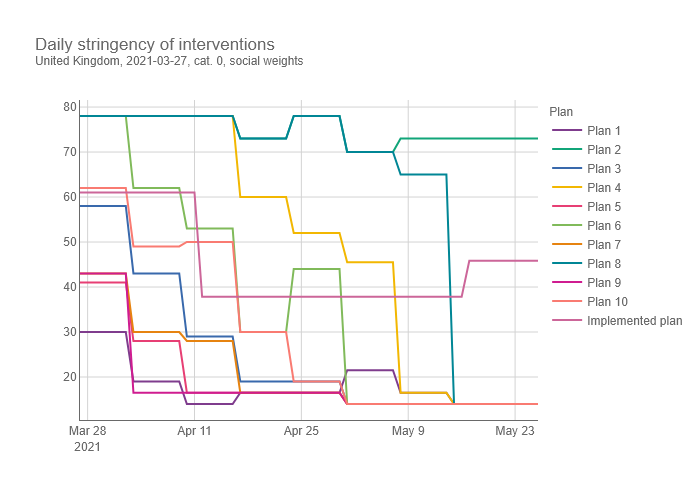 Daily stringency of interventions
United Kingdom, 2021-03-27, cat. 0, social weights
80
70
60
50
40
30
20
Mar 28
2021
Apr 11
Apr 25
May 9
May 23
Plan
Plan 1
Plan 2
Plan 3
Plan 4
Plan 5
Plan 6
Plan 7
Plan 8
Plan 9
Plan 10
Implemented plan